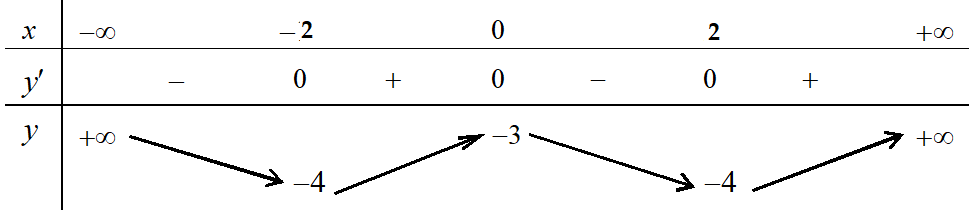 x −∞ −2 0 2 +∞
y′ − 0 + 0 − 0 + 
y +∞ −3 +∞
−4 −4